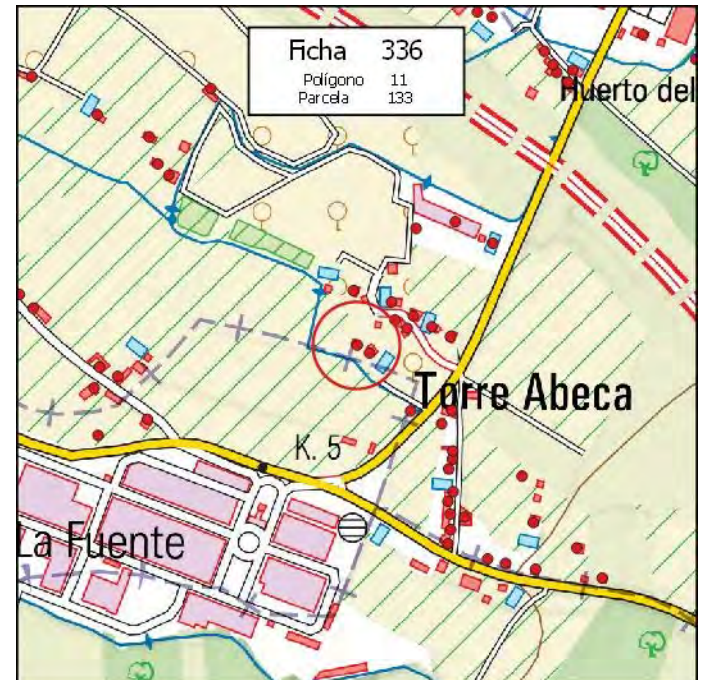 Ficha 336
Polígono 11
Parcela 133
Huerto del
Torre Abeca
K. 5
La Fuente